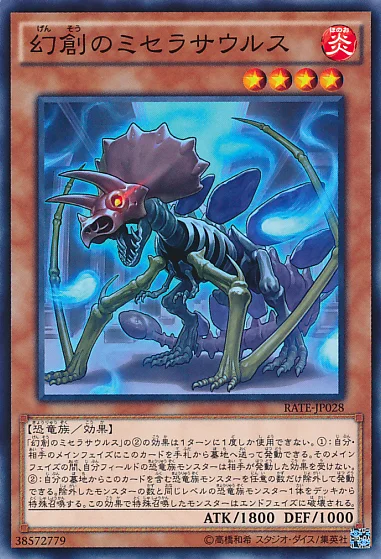 幻創のミセラサウルス
炎
RATE-JP028
【恐竜族/効果】
「幻創のミセラサウルス」の②の効果は1ターンに1度しか使用できない。①:自分・
相手のメインフェイズにこのカードを手札から墓地へ送って発動できる。そのメイ
ンフェイズの間、自分フィールドの恐竜族モンスターは相手が発動した効果を受けない。
②:自分の墓地からこのカードを含む恐竜族モンスターを任意の数だけ除外して発動
できる。除外したモンスターの数と同じレベルの恐竜族モンスター1体をデッキから
特殊召喚する。この効果で特殊召喚したモンスターはエンドフェイズに破壊される。
ATK/1800 DEF/1000
38572779 ©高橋和希 スタジオ・ダイス/集英社